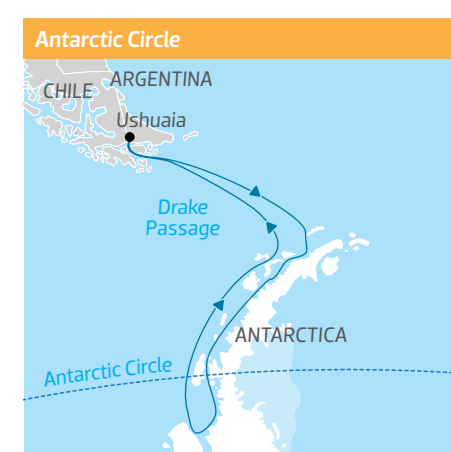 Antarctic Circle
ARGENTINA
CHILE
Ushuaia
Drake
Passage
ANTARCTICA
Antarctic Circle